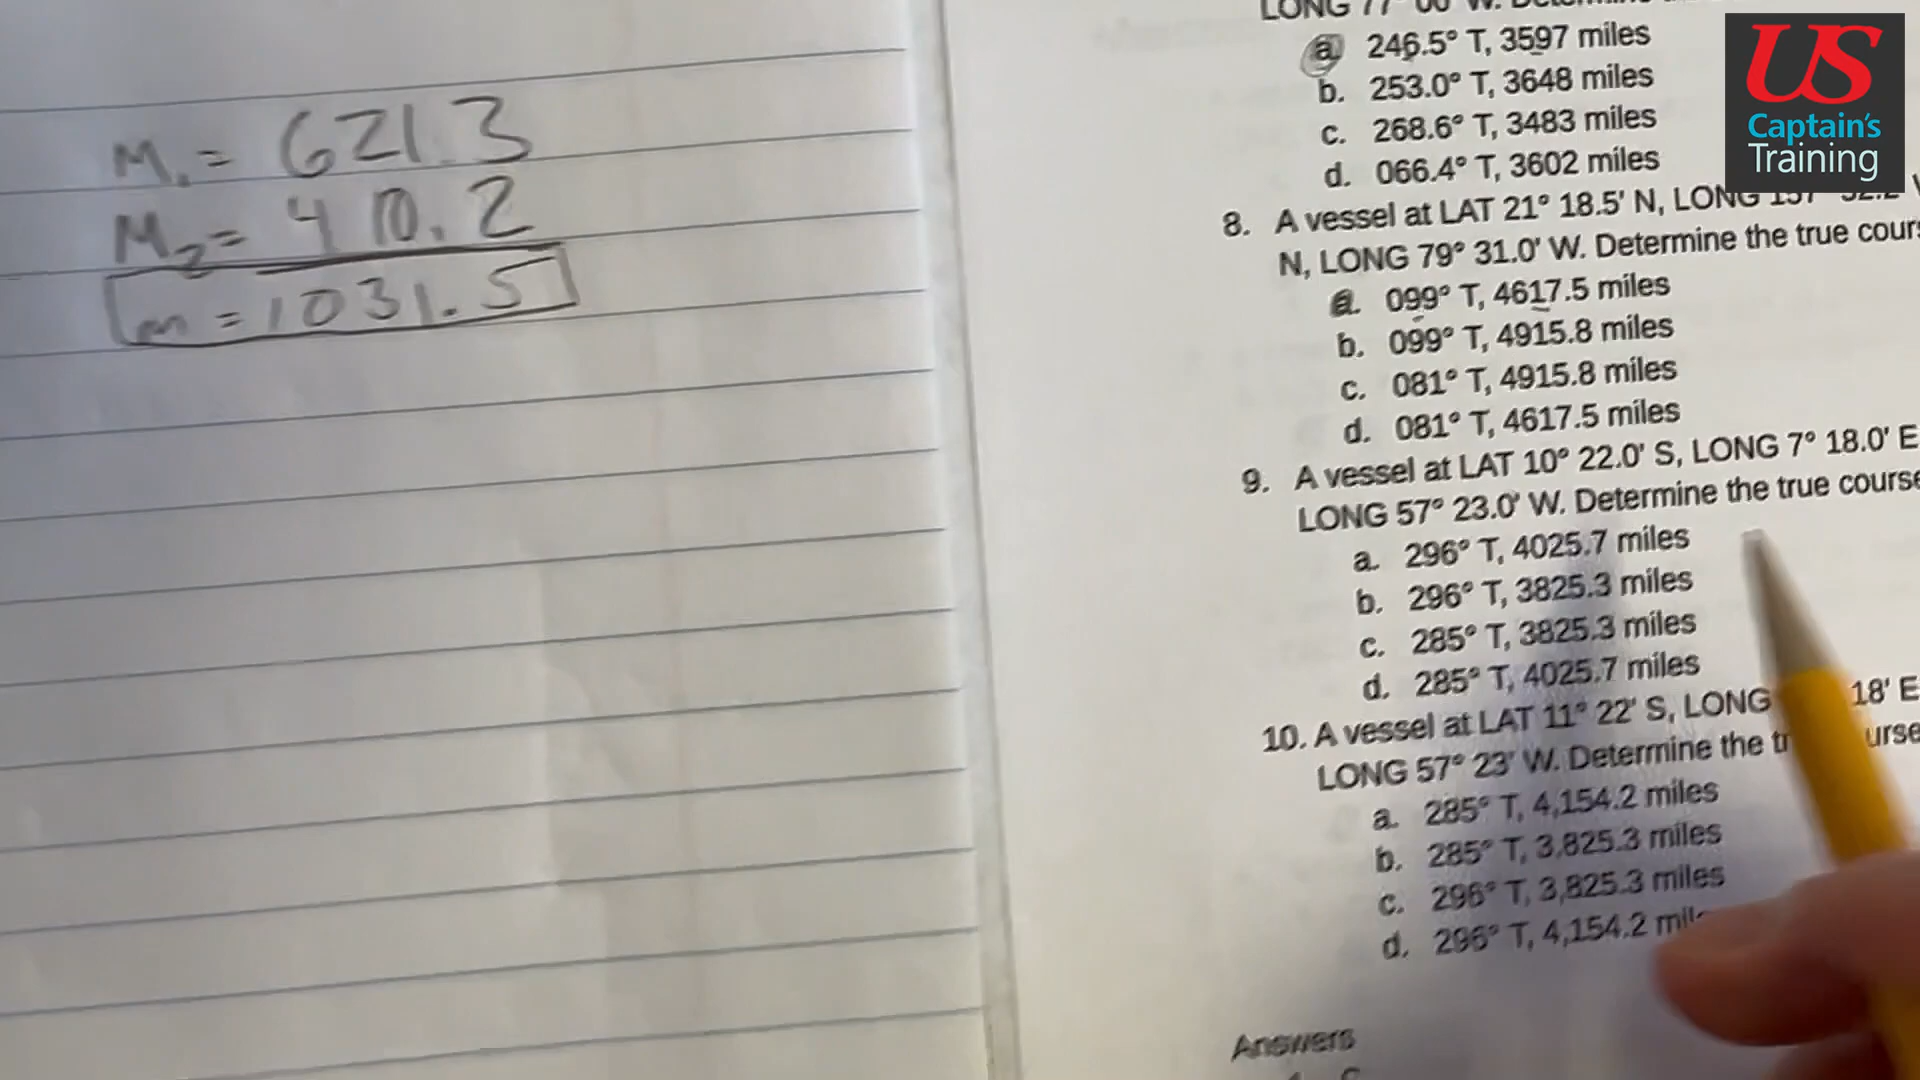 M₁ = 621.3
M₂ = 410.2
m = 1031.5
a. 246.5° T, 3597 miles
b. 253.0° T, 3648 miles
c. 268.6° T, 3483 miles
d. 066.4° T, 3602 miles
8. A vessel at LAT 21° 18.5' N, LONG
N, LONG 79° 31.0' W. Determine the true
a. 099° T, 4617.5 miles
b. 099° T, 4915.8 miles
c. 081° T, 4915.8 miles
d. 081° T, 4617.5 miles
9. A vessel at LAT 10° 22.0' S, LONG 7° 18.0' E
LONG 57° 23.0' W. Determine the true course
a. 296° T, 4025.7 miles
b. 296° T, 3825.3 miles
c. 285° T, 3825.3 miles
d. 285° T, 4025.7 miles
10. A vessel at LAT 11° 22' S, LONG 18' E
LONG 57° 23' W. Determine the
a. 285° T, 4,154.2 miles
b. 285° T, 3,825.3 miles
c. 296° T, 3,825.3 miles
d. 296° T, 4,154.2
Answers
US
Captain's
Training